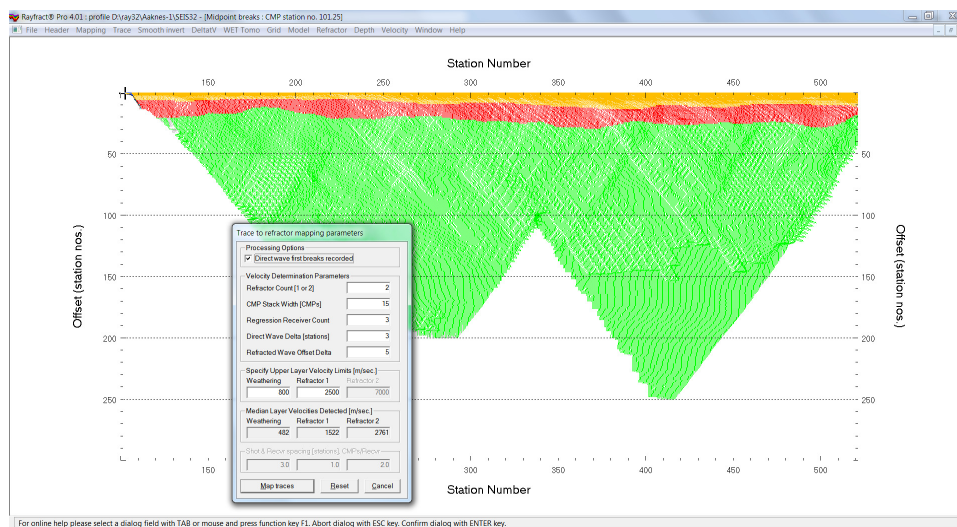 Rayfract® Pro 4.01 : profile D:\ray32\Aaknes-1\SEIS32 - [Midpoint breaks : CMP station no. 101.25]
File Header Mapping Trace Smooth invert DeltatV WET Tomo Grid Model Refractor Depth Velocity Window Help
Station Number
150 200 250 300 350 400 450 500
50 50
100 100
150 150
200 200
250 250
Offset (station nos.)
Offset (station nos.)
Trace to refractor mapping parameters
Processing Options
Direct wave first breaks recorded
Velocity Determination Parameters
Refractor Count [1 or 2] 2
CMP Stack Width [CMPs] 15
Regression Receiver Count 3
Direct Wave Delta [stations] 3
Refracted Wave Offset Delta 5
Specify Upper Layer Velocity Limits [m/sec.]
Weathering Refractor 1 Refractor 2
800 2500 7000
Median Layer Velocities Detected [m/sec.]
Weathering Refractor 1 Refractor 2
482 1522 2761
Shot & Recvr spacing [stations], CMPs/Recvr
3.0 1.0 2.0
Map traces Reset Cancel
150 300 350 400 450 500
Station Number
For online help please select a dialog field with TAB or mouse and press function key F1. Abort dialog with ESC key. Confirm dialog with ENTER key.